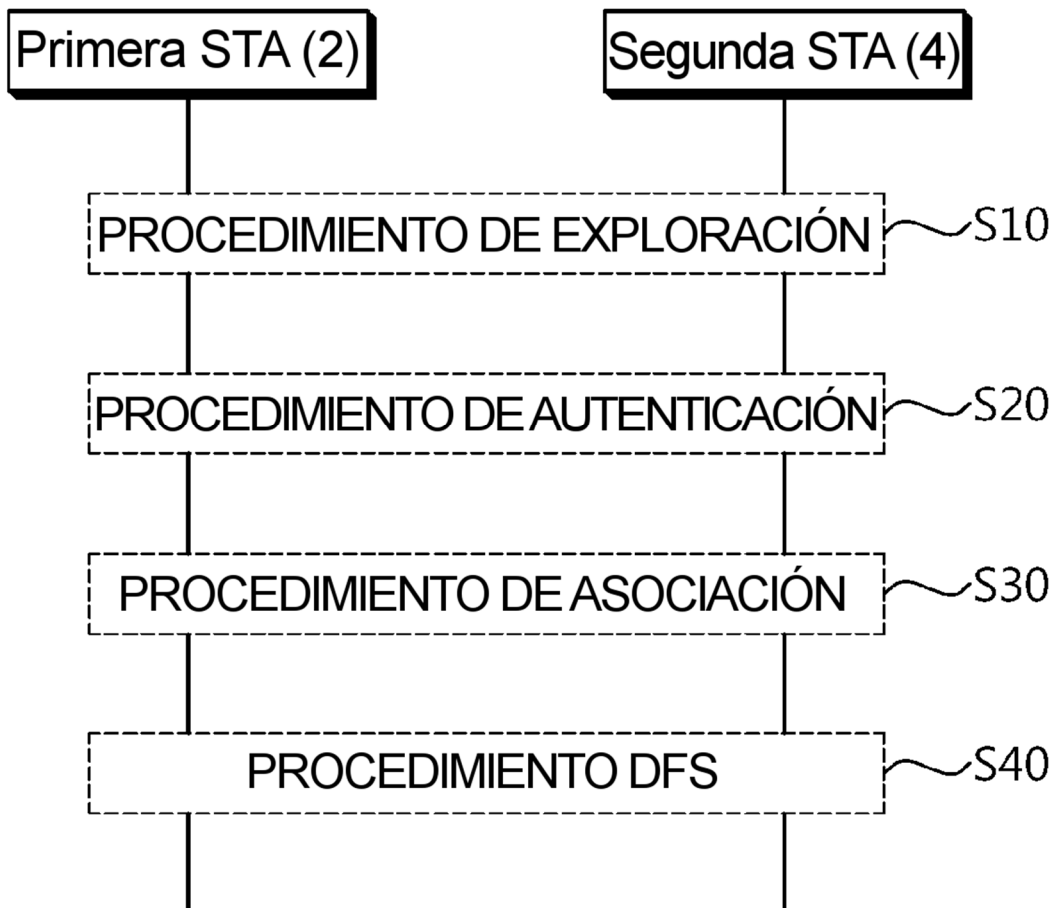 Primera STA (2)
Segunda STA (4)
PROCEDIMIENTO DE EXPLORACIÓN
S10
PROCEDIMIENTO DE AUTENTICACIÓN
S20
PROCEDIMIENTO DE ASOCIACIÓN
S30
PROCEDIMIENTO DFS
S40